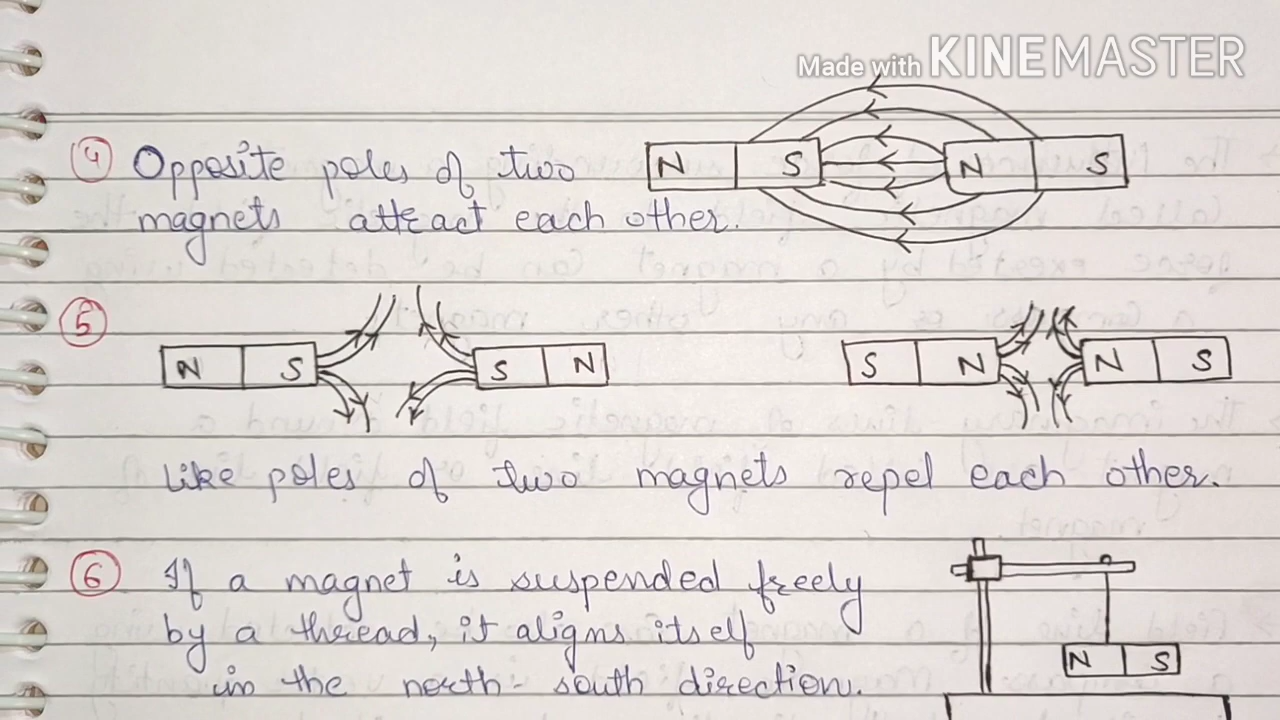 Made with KINEMASTER
4 Opposite poles of two
magnets attract each other.
N S N S
5
N S S N S N N S
Like poles of two magnets repel each other.
6 If a magnet is suspended freely
by a thread, it aligns itself
in the north-south direction.
N S